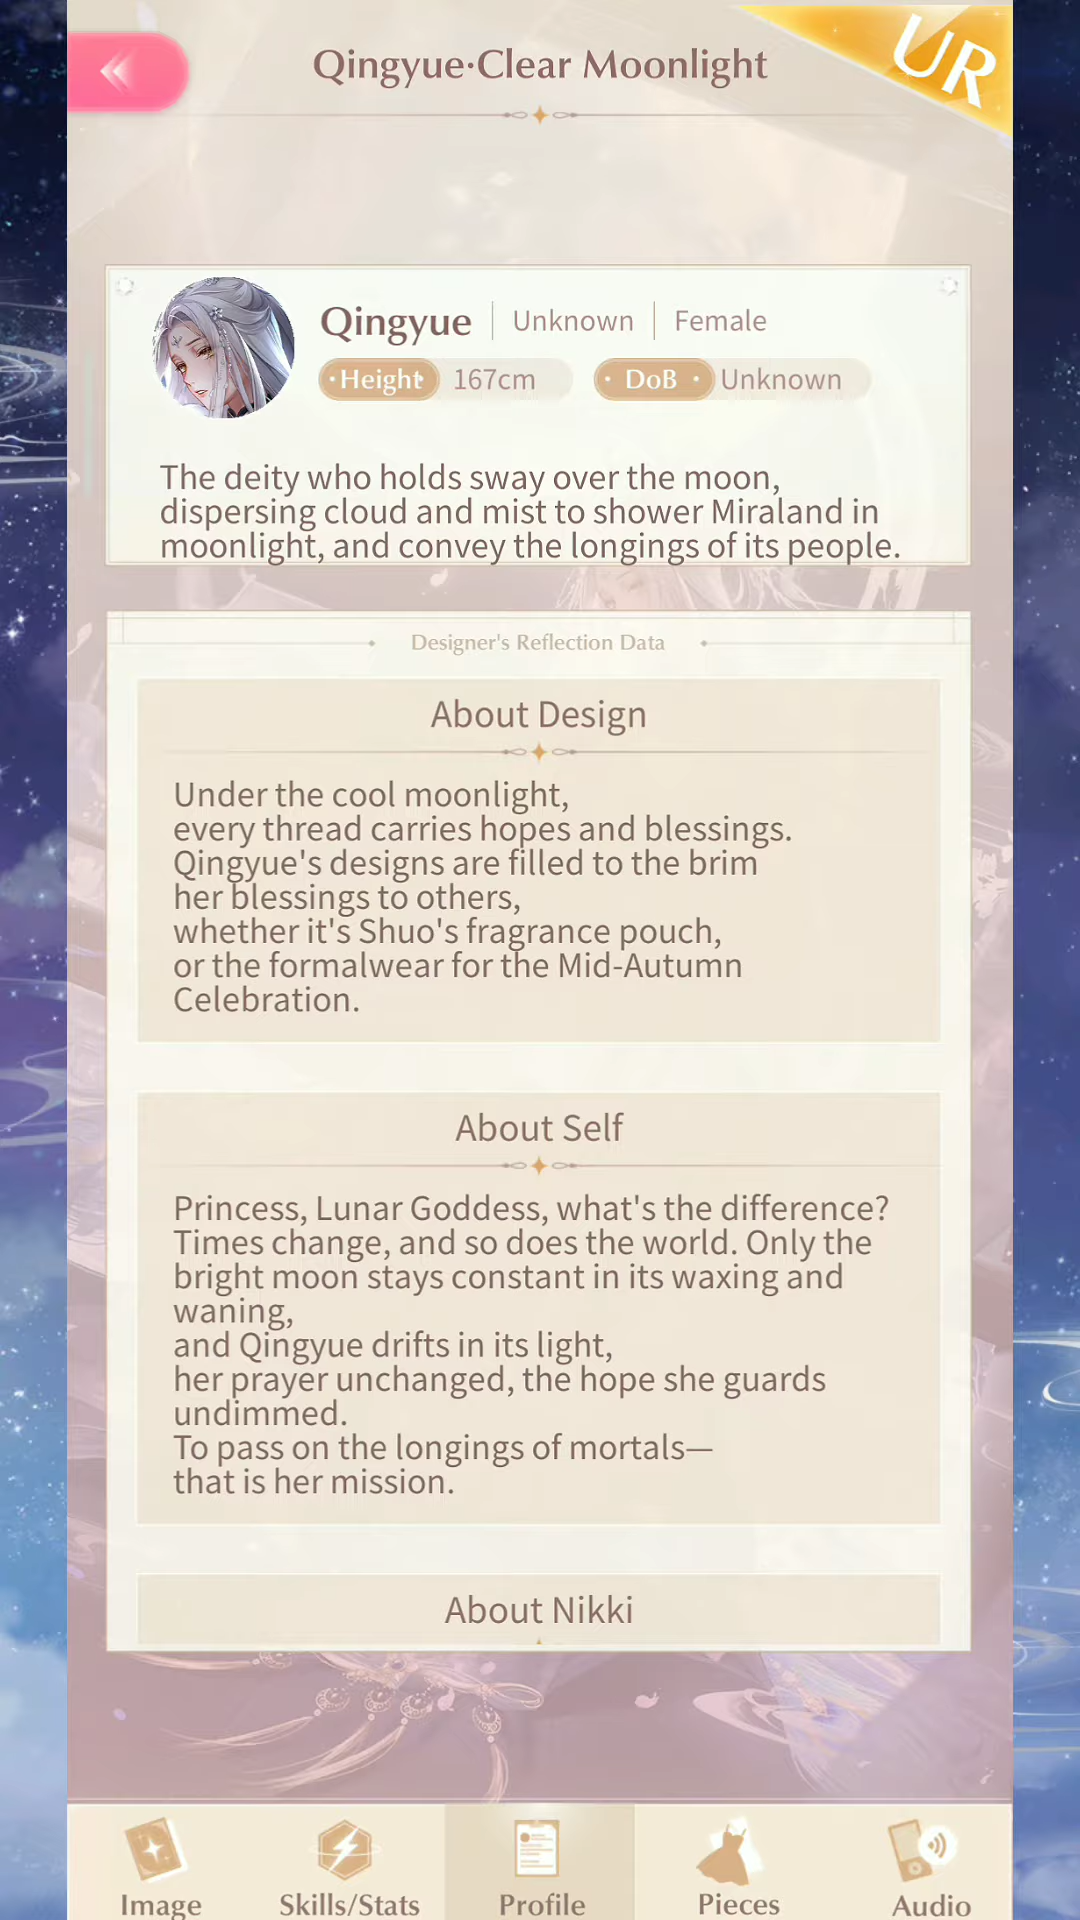 Qingyue·Clear Moonlight
UR
Qingyue
Unknown
Female
Height
167cm
DoB
Unknown
The deity who holds sway over the moon,
dispersing cloud and mist to shower Miraland in
moonlight, and convey the longings of its people.
Designer's Reflection Data
About Design
Under the cool moonlight,
every thread carries hopes and blessings.
Qingyue's designs are filled to the brim
her blessings to others,
whether it's Shuo's fragrance pouch,
or the formalwear for the Mid-Autumn
Celebration.
About Self
Princess, Lunar Goddess, what's the difference?
Times change, and so does the world. Only the
bright moon stays constant in its waxing and
waning,
and Qingyue drifts in its light,
her prayer unchanged, the hope she guards
undimmed.
To pass on the longings of mortals—
that is her mission.
About Nikki
Image
Skills/Stats
Profile
Pieces
Audio